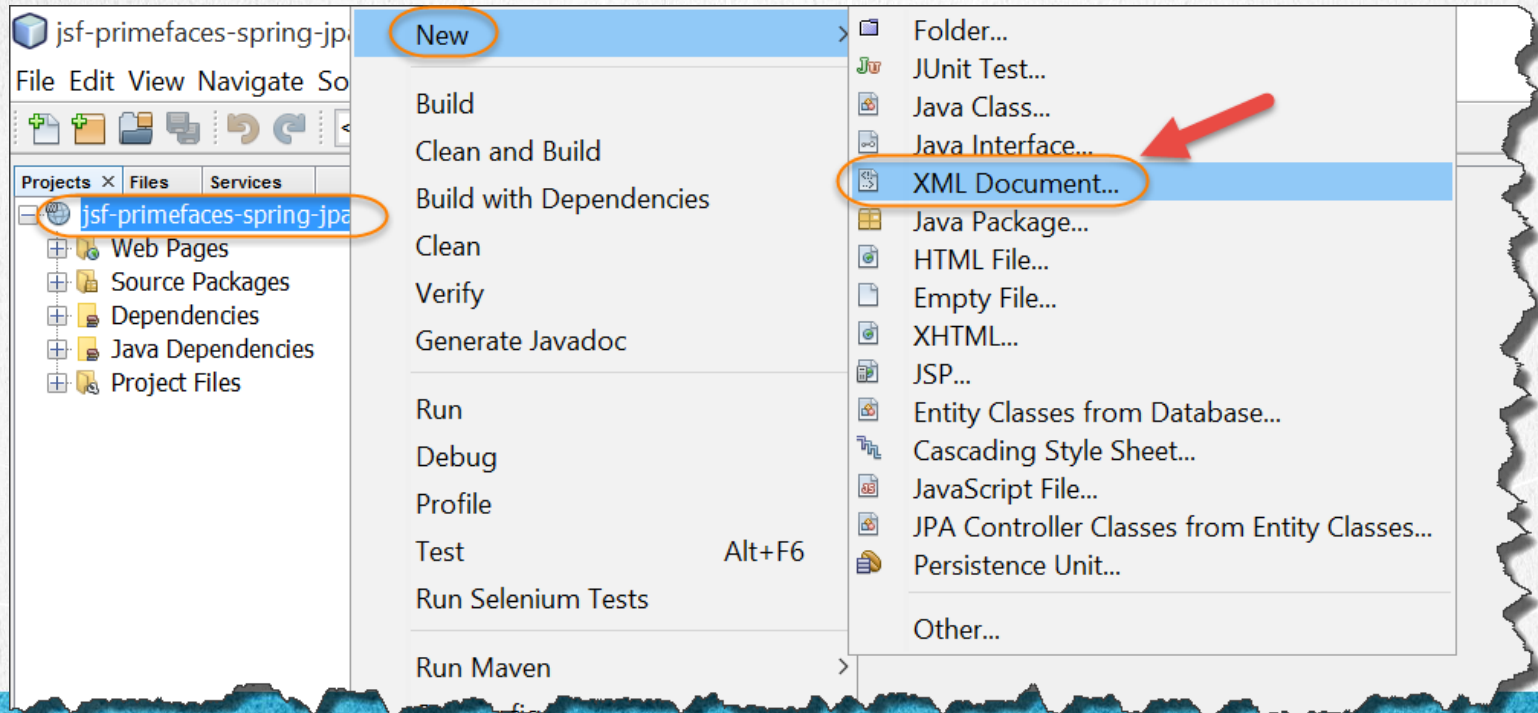 jsf-primefaces-spring-jpa
File Edit View Navigate So
Projects × Files Services
jsf-primefaces-spring-jpa
Web Pages
Source Packages
Dependencies
Java Dependencies
Project Files
New >
Build
Clean and Build
Build with Dependencies
Clean
Verify
Generate Javadoc
Run
Debug
Profile
Test Alt+F6
Run Selenium Tests
Run Maven >
Folder...
JUnit Test...
Java Class...
Java Interface...
XML Document...
Java Package...
HTML File...
Empty File...
XHTML...
JSP...
Entity Classes from Database...
Cascading Style Sheet...
JavaScript File...
JPA Controller Classes from Entity Classes...
Persistence Unit...
Other...